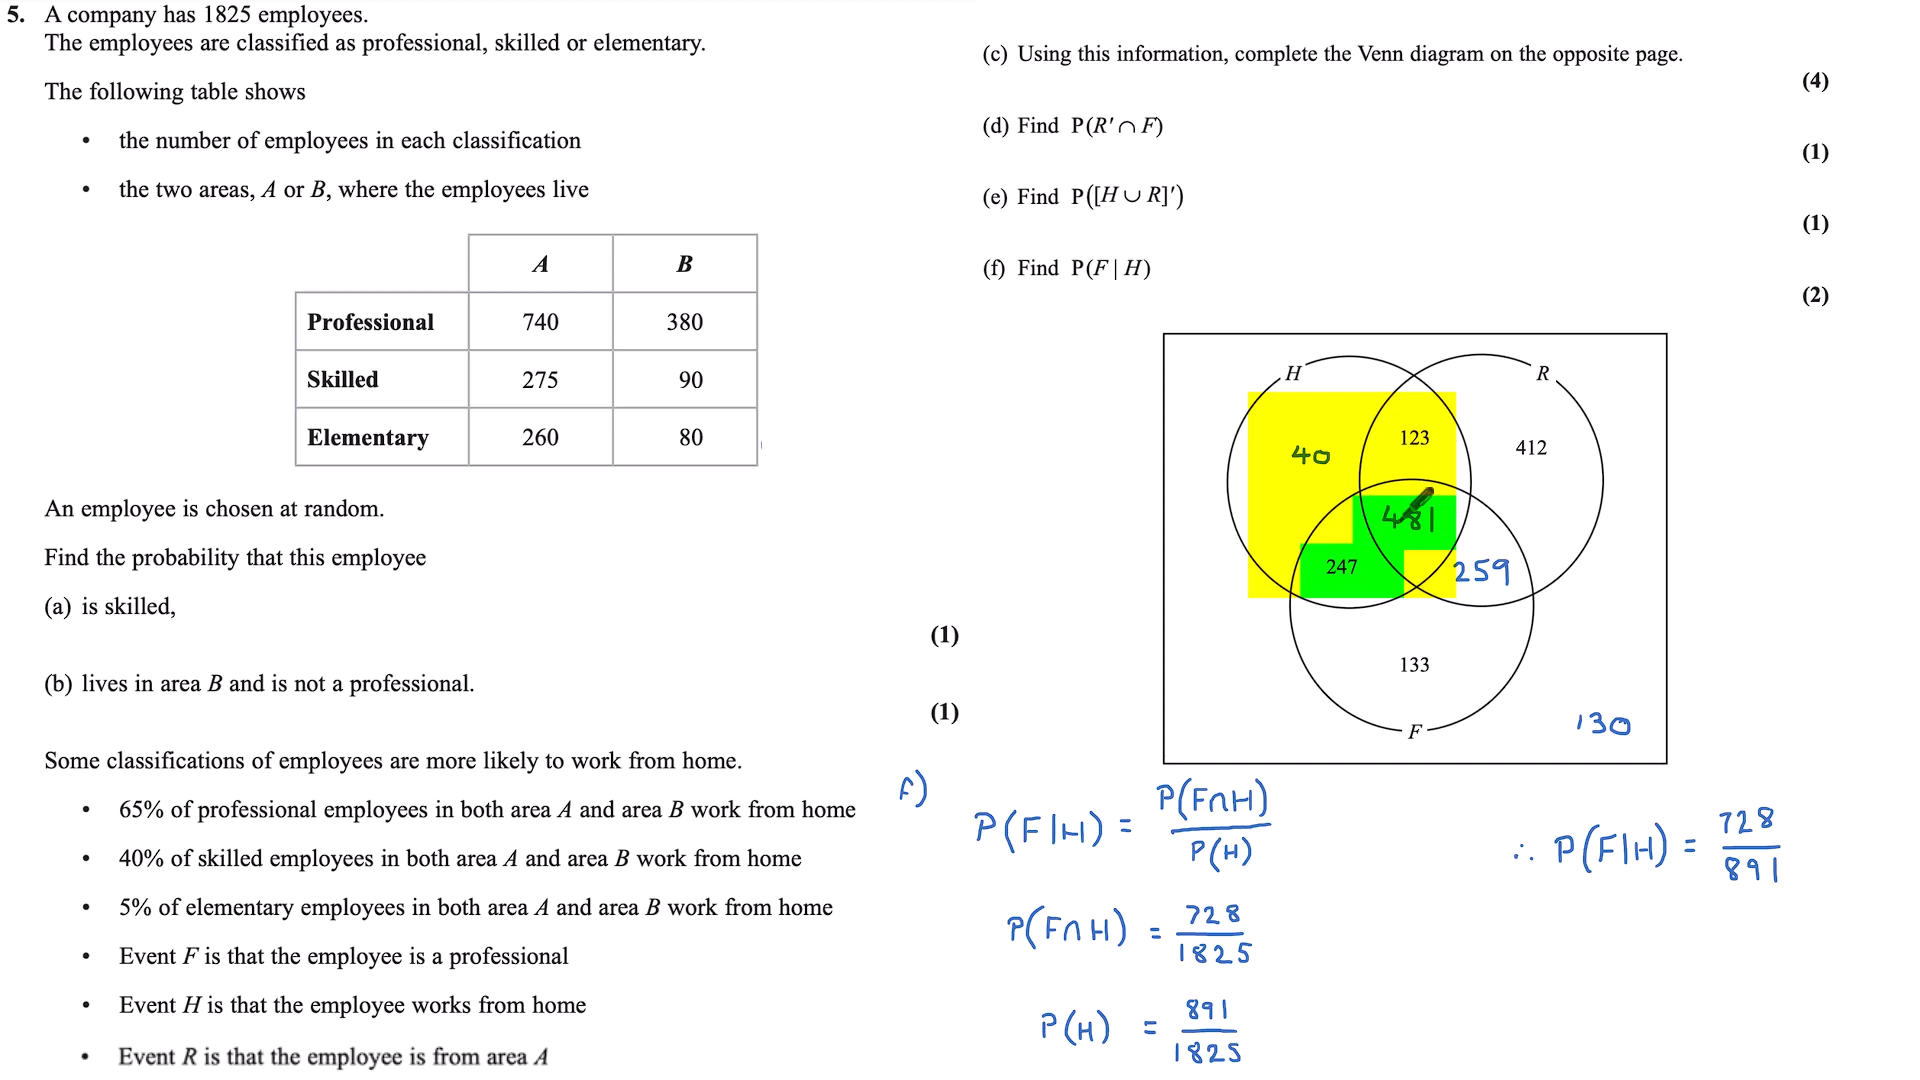 5. A company has 1825 employees.
The employees are classified as professional, skilled or elementary.
The following table shows
• the number of employees in each classification
• the two areas, A or B, where the employees live
A B
Professional 740 380
Skilled 275 90
Elementary 260 80
An employee is chosen at random.
Find the probability that this employee
(a) is skilled,
(1)
(b) lives in area B and is not a professional.
(1)
Some classifications of employees are more likely to work from home.
• 65% of professional employees in both area A and area B work from home
• 40% of skilled employees in both area A and area B work from home
• 5% of elementary employees in both area A and area B work from home
• Event F is that the employee is a professional
• Event H is that the employee works from home
• Event R is that the employee is from area A
(c) Using this information, complete the Venn diagram on the opposite page.
(4)
(d) Find P(R′ ∩ F)
(1)
(e) Find P([H ∪ R]′)
(1)
(f) Find P(F | H)
(2)
H R
40 123 412
481
247 259
133
F
130
f)
P(F|H) = P(F∩H) / P(H)
P(F∩H) = 728 / 1825
P(H) = 891 / 1825
∴ P(F|H) = 728 / 891